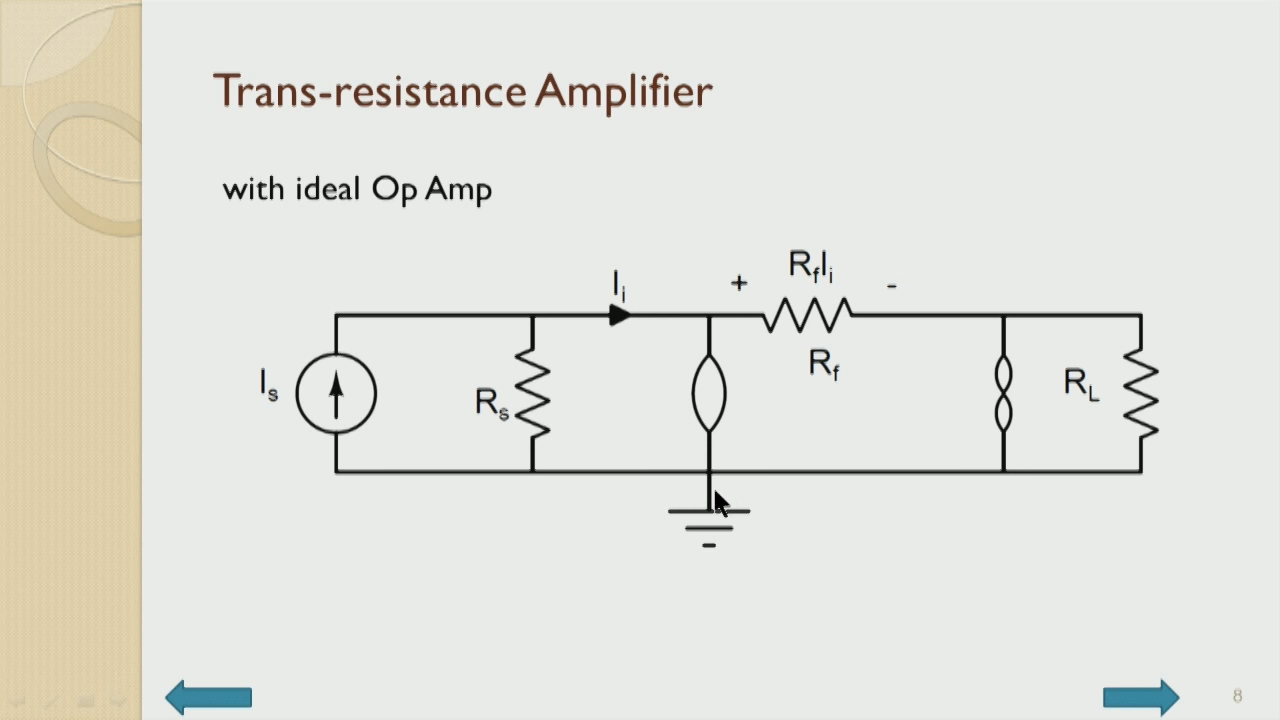 Trans-resistance Amplifier
with ideal Op Amp
RfIi
Ii
+
-
Rf
Is
Rs
RL
8